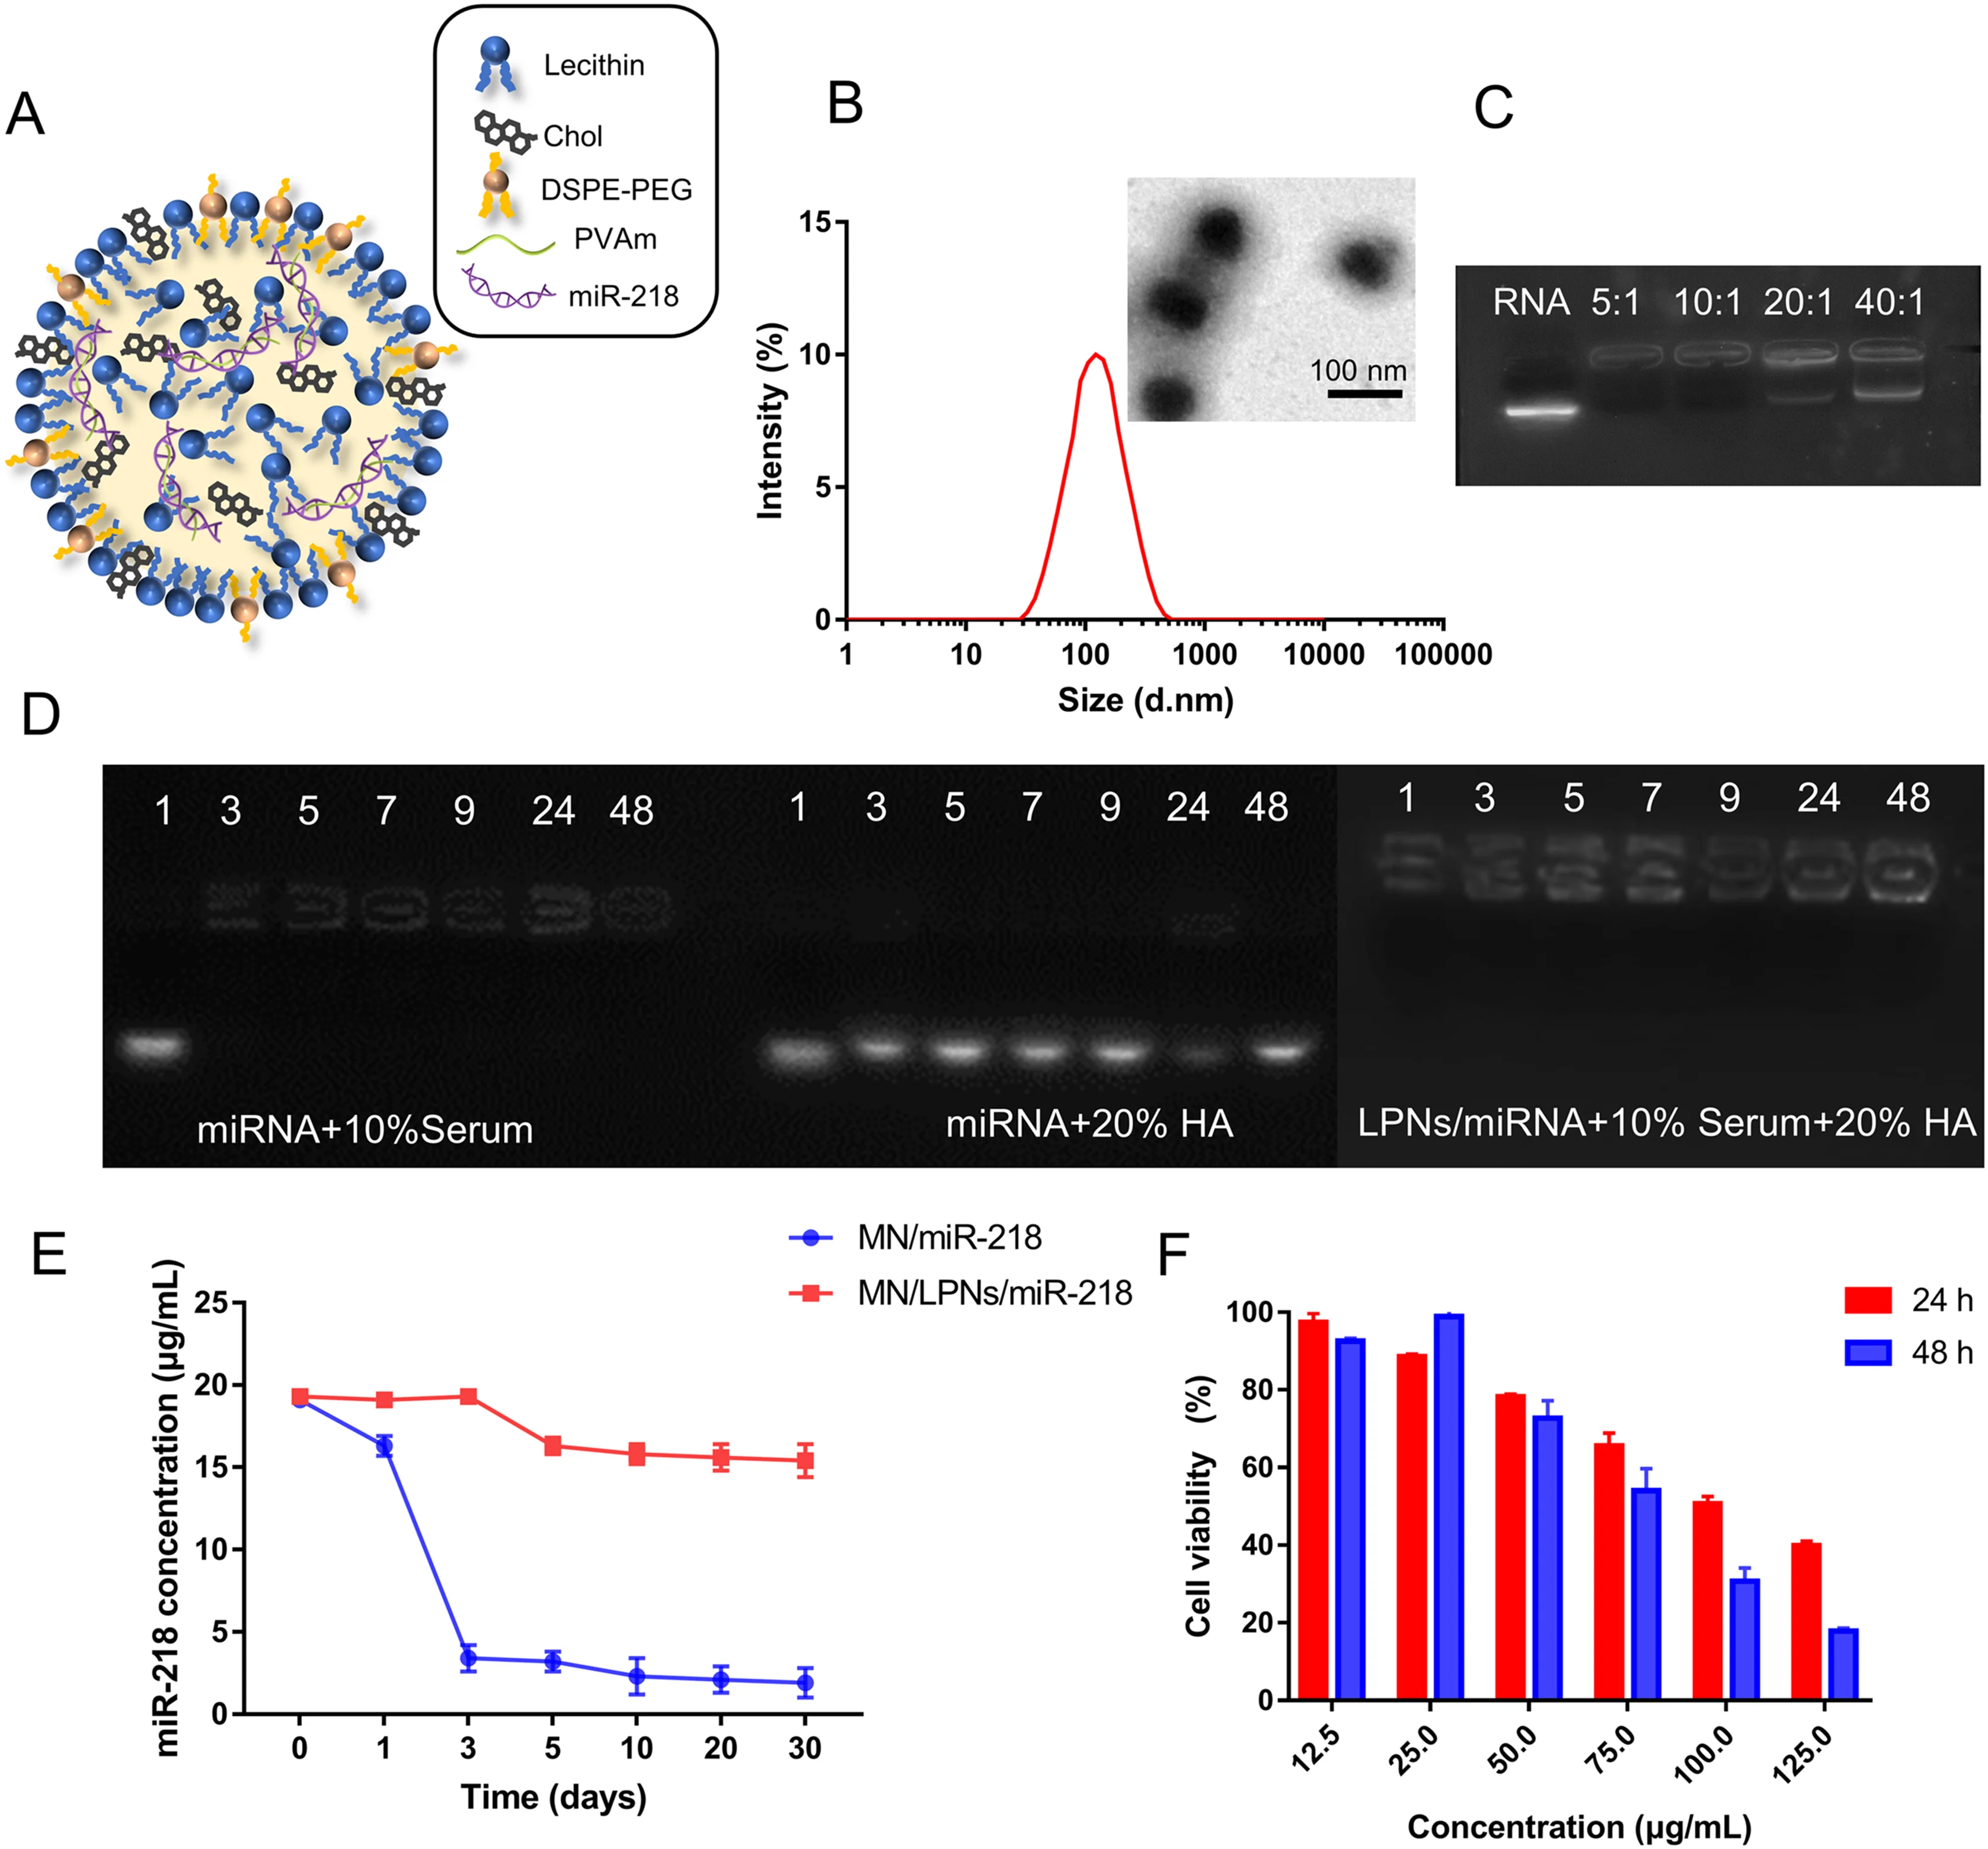 A
Lecithin
Chol
DSPE-PEG
PVAm
miR-218
B
15
10
5
0
Intensity (%)
100 nm
1 10 100 1000 10000 100000
Size (d.nm)
C
RNA 5:1 10:1 20:1 40:1
D
1 3 5 7 9 24 48
1 3 5 7 9 24 48
1 3 5 7 9 24 48
miRNA+10%Serum
miRNA+20% HA
LPNs/miRNA+10% Serum+20% HA
E
MN/miR-218
MN/LPNs/miR-218
25
20
15
10
5
0
miR-218 concentration (μg/mL)
0 1 3 5 10 20 30
Time (days)
F
24 h
48 h
100
80
60
40
20
0
Cell viability (%)
12.5 25.0 50.0 75.0 100.0 125.0
Concentration (μg/mL)